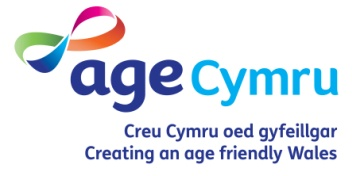 age Cymru
Creu Cymru oed gyfeillgar
Creating an age friendly Wales